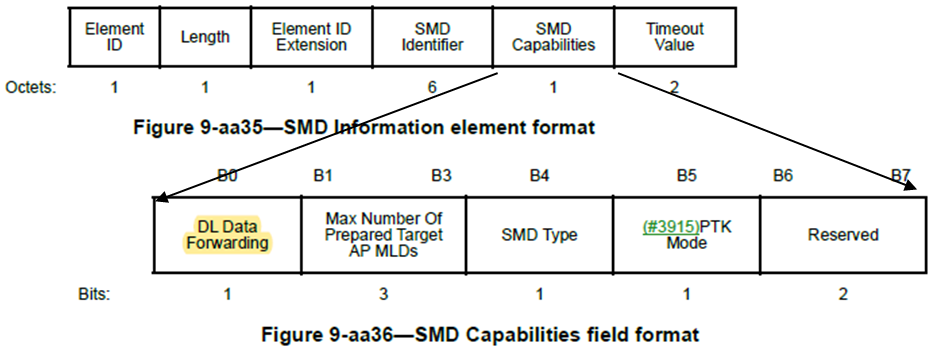 Element ID Length Element ID Extension SMD Identifier SMD Capabilities Timeout Value
Octets: 1 1 1 6 1 2
Figure 9-aa35—SMD Information element format
B0 B1 B3 B4 B5 B6 B7
DL Data Forwarding Max Number Of Prepared Target AP MLDs SMD Type (#3915)PTK Mode Reserved
Bits: 1 3 1 1 2
Figure 9-aa36—SMD Capabilities field format